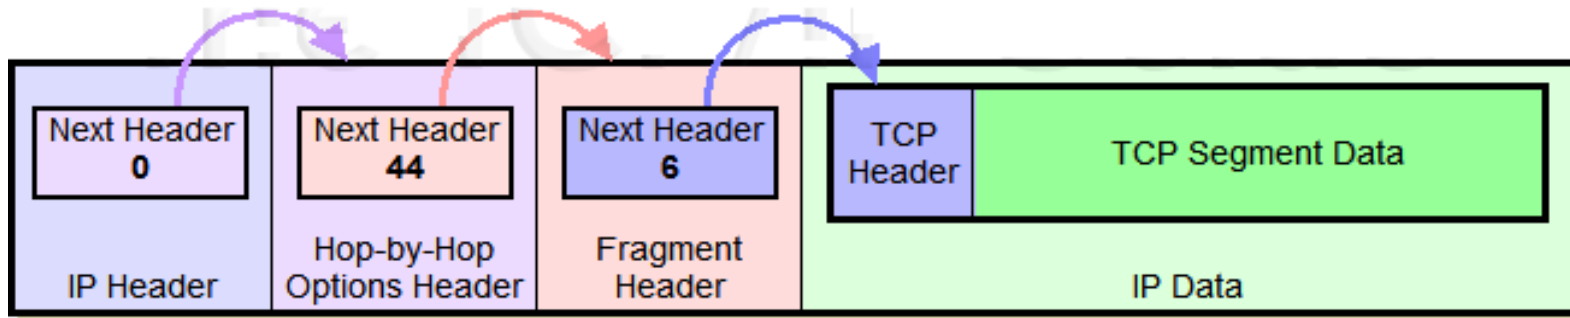 Next Header
0
Next Header
44
Next Header
6
TCP
Header
TCP Segment Data
IP Header
Hop-by-Hop
Options Header
Fragment
Header
IP Data